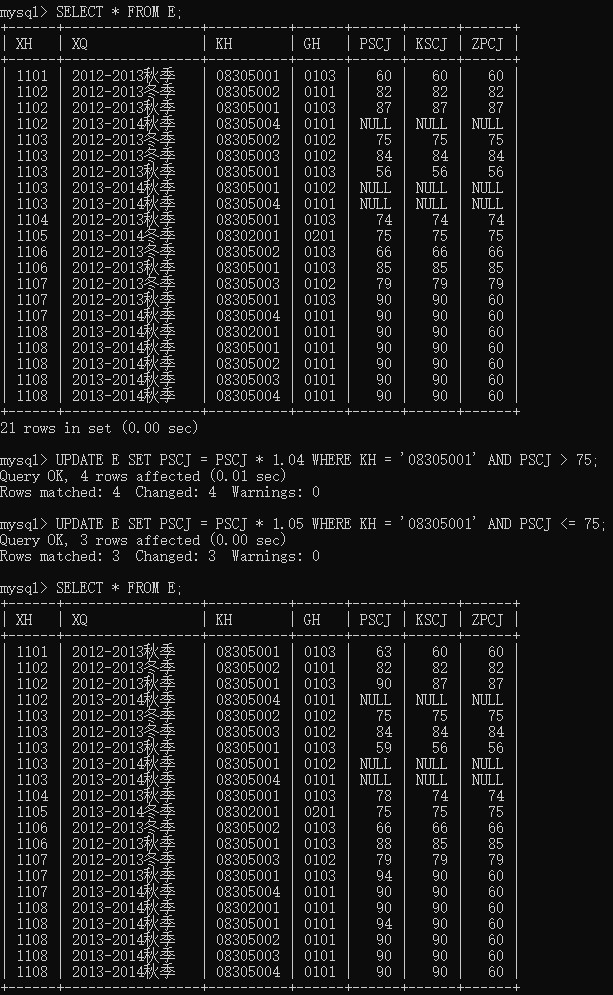 mysql> SELECT * FROM E;
+------+-----------------+----------+------+------+------+------+
| XH | XQ | KH | GH | PSCJ | KSCJ | ZPCJ |
+------+-----------------+----------+------+------+------+------+
| 1101 | 2012-2013秋季 | 08305001 | 0103 | 60 | 60 | 60 |
| 1102 | 2012-2013冬季 | 08305002 | 0101 | 82 | 82 | 82 |
| 1102 | 2012-2013秋季 | 08305001 | 0103 | 87 | 87 | 87 |
| 1102 | 2013-2014秋季 | 08305004 | 0101 | NULL | NULL | NULL |
| 1103 | 2012-2013冬季 | 08305002 | 0102 | 75 | 75 | 75 |
| 1103 | 2012-2013冬季 | 08305003 | 0102 | 84 | 84 | 84 |
| 1103 | 2012-2013秋季 | 08305001 | 0103 | 56 | 56 | 56 |
| 1103 | 2013-2014秋季 | 08305001 | 0102 | NULL | NULL | NULL |
| 1103 | 2013-2014秋季 | 08305004 | 0101 | NULL | NULL | NULL |
| 1104 | 2012-2013秋季 | 08305001 | 0103 | 74 | 74 | 74 |
| 1105 | 2013-2014冬季 | 08302001 | 0201 | 75 | 75 | 75 |
| 1106 | 2012-2013冬季 | 08305002 | 0103 | 66 | 66 | 66 |
| 1106 | 2012-2013秋季 | 08305001 | 0103 | 85 | 85 | 85 |
| 1107 | 2012-2013冬季 | 08305003 | 0102 | 79 | 79 | 79 |
| 1107 | 2012-2013秋季 | 08305001 | 0103 | 90 | 90 | 60 |
| 1107 | 2013-2014秋季 | 08305004 | 0101 | 90 | 90 | 60 |
| 1108 | 2013-2014秋季 | 08302001 | 0101 | 90 | 90 | 60 |
| 1108 | 2013-2014秋季 | 08305001 | 0101 | 90 | 90 | 60 |
| 1108 | 2013-2014秋季 | 08305002 | 0101 | 90 | 90 | 60 |
| 1108 | 2013-2014秋季 | 08305003 | 0101 | 90 | 90 | 60 |
| 1108 | 2013-2014秋季 | 08305004 | 0101 | 90 | 90 | 60 |
+------+-----------------+----------+------+------+------+------+
21 rows in set (0.00 sec)
mysql> UPDATE E SET PSCJ = PSCJ * 1.04 WHERE KH = '08305001' AND PSCJ > 75;
Query OK, 4 rows affected (0.01 sec)
Rows matched: 4 Changed: 4 Warnings: 0
mysql> UPDATE E SET PSCJ = PSCJ * 1.05 WHERE KH = '08305001' AND PSCJ <= 75;
Query OK, 3 rows affected (0.00 sec)
Rows matched: 3 Changed: 3 Warnings: 0
mysql> SELECT * FROM E;
+------+-----------------+----------+------+------+------+------+
| XH | XQ | KH | GH | PSCJ | KSCJ | ZPCJ |
+------+-----------------+----------+------+------+------+------+
| 1101 | 2012-2013秋季 | 08305001 | 0103 | 63 | 60 | 60 |
| 1102 | 2012-2013冬季 | 08305002 | 0101 | 82 | 82 | 82 |
| 1102 | 2012-2013秋季 | 08305001 | 0103 | 90 | 87 | 87 |
| 1102 | 2013-2014秋季 | 08305004 | 0101 | NULL | NULL | NULL |
| 1103 | 2012-2013冬季 | 08305002 | 0102 | 75 | 75 | 75 |
| 1103 | 2012-2013冬季 | 08305003 | 0102 | 84 | 84 | 84 |
| 1103 | 2012-2013秋季 | 08305001 | 0103 | 59 | 56 | 56 |
| 1103 | 2013-2014秋季 | 08305001 | 0102 | NULL | NULL | NULL |
| 1103 | 2013-2014秋季 | 08305004 | 0101 | NULL | NULL | NULL |
| 1104 | 2012-2013秋季 | 08305001 | 0103 | 78 | 74 | 74 |
| 1105 | 2013-2014冬季 | 08302001 | 0201 | 75 | 75 | 75 |
| 1106 | 2012-2013冬季 | 08305002 | 0103 | 66 | 66 | 66 |
| 1106 | 2012-2013秋季 | 08305001 | 0103 | 88 | 85 | 85 |
| 1107 | 2012-2013冬季 | 08305003 | 0102 | 79 | 79 | 79 |
| 1107 | 2012-2013秋季 | 08305001 | 0103 | 94 | 90 | 60 |
| 1107 | 2013-2014秋季 | 08305004 | 0101 | 90 | 90 | 60 |
| 1108 | 2013-2014秋季 | 08302001 | 0101 | 90 | 90 | 60 |
| 1108 | 2013-2014秋季 | 08305001 | 0101 | 94 | 90 | 60 |
| 1108 | 2013-2014秋季 | 08305002 | 0101 | 90 | 90 | 60 |
| 1108 | 2013-2014秋季 | 08305003 | 0101 | 90 | 90 | 60 |
| 1108 | 2013-2014秋季 | 08305004 | 0101 | 90 | 90 | 60 |
+------+-----------------+----------+------+------+------+------+